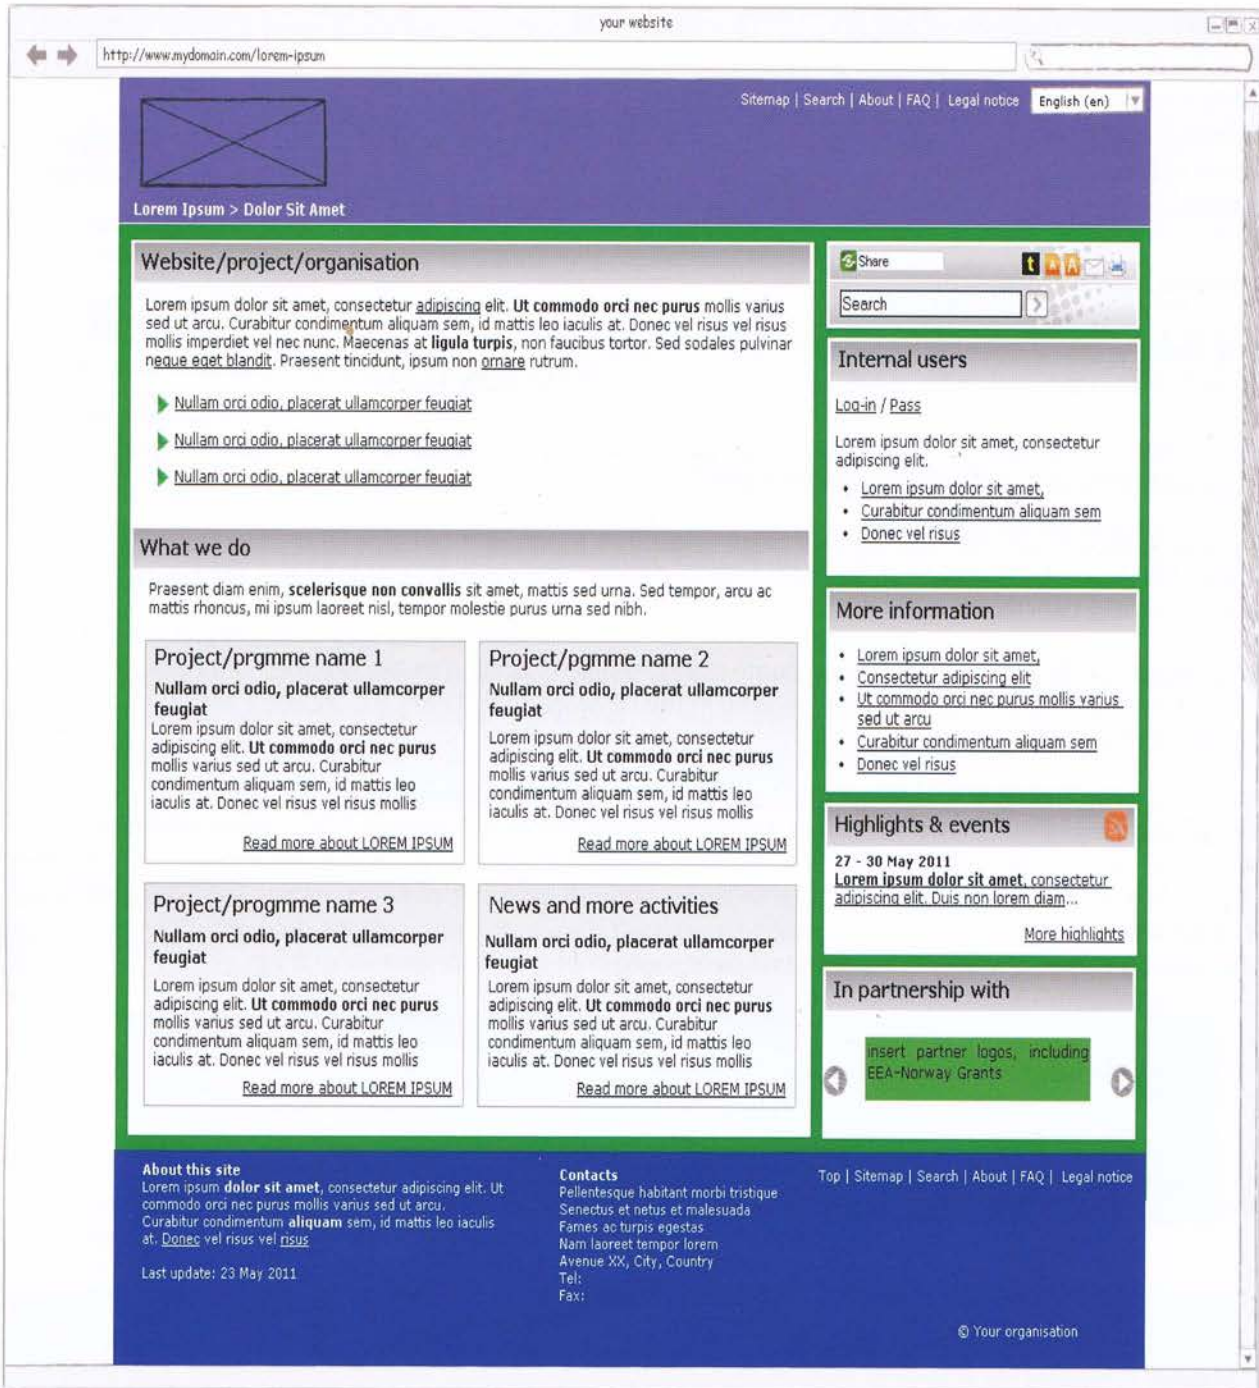 your website
http://www.mydomain.com/lorem-ipsum
Sitemap | Search | About | FAQ | Legal notice English (en)
Lorem Ipsum > Dolor Sit Amet
Website/project/organisation
Lorem ipsum dolor sit amet, consectetur adipiscing elit. Ut commodo orci nec purus mollis varius
sed ut arcu. Curabitur condimentum aliquam sem, id mattis leo iaculis at. Donec vel risus vel risus
mollis imperdiet vel nec nunc. Maecenas at ligula turpis, non faucibus tortor. Sed sodales pulvinar
neque eget blandit. Praesent tincidunt, ipsum non ornare rutrum.
Nullam orci odio, placerat ullamcorper feugiat
Nullam orci odio, placerat ullamcorper feugiat
Nullam orci odio, placerat ullamcorper feugiat
What we do
Praesent diam enim, scelerisque non convallis sit amet, mattis sed urna. Sed tempor, arcu ac
mattis rhoncus, mi ipsum laoreet nisl, tempor molestie purus urna sed nibh.
Project/prgmme name 1
Nullam orci odio, placerat ullamcorper
feugiat
Lorem ipsum dolor sit amet, consectetur
adipiscing elit. Ut commodo orci nec purus
mollis varius sed ut arcu. Curabitur
condimentum aliquam sem, id mattis leo
iaculis at. Donec vel risus vel risus mollis
Read more about LOREM IPSUM
Project/pgmme name 2
Nullam orci odio, placerat ullamcorper
feugiat
Lorem ipsum dolor sit amet, consectetur
adipiscing elit. Ut commodo orci nec purus
mollis varius sed ut arcu. Curabitur
condimentum aliquam sem, id mattis leo
iaculis at. Donec vel risus vel risus mollis
Read more about LOREM IPSUM
Project/progmme name 3
Nullam orci odio, placerat ullamcorper
feugiat
Lorem ipsum dolor sit amet, consectetur
adipiscing elit. Ut commodo orci nec purus
mollis varius sed ut arcu. Curabitur
condimentum aliquam sem, id mattis leo
iaculis at. Donec vel risus vel risus mollis
Read more about LOREM IPSUM
News and more activities
Nullam orci odio, placerat ullamcorper
feugiat
Lorem ipsum dolor sit amet, consectetur
adipiscing elit. Ut commodo orci nec purus
mollis varius sed ut arcu. Curabitur
condimentum aliquam sem, id mattis leo
iaculis at. Donec vel risus vel risus mollis
Read more about LOREM IPSUM
Share t A A
Search
Internal users
Log-in / Pass
Lorem ipsum dolor sit amet, consectetur
adipiscing elit.
• Lorem ipsum dolor sit amet,
• Curabitur condimentum aliquam sem
• Donec vel risus
More information
• Lorem ipsum dolor sit amet,
• Consectetur adipiscing elit
• Ut commodo orci nec purus mollis varius
sed ut arcu
• Curabitur condimentum aliquam sem
• Donec vel risus
Highlights & events
27 - 30 May 2011
Lorem ipsum dolor sit amet, consectetur
adipiscing elit. Duis non lorem diam...
More highlights
In partnership with
insert partner logos, including
EEA-Norway Grants
About this site
Lorem ipsum dolor sit amet, consectetur adipiscing elit. Ut
commodo orci nec purus mollis varius sed ut arcu.
Curabitur condimentum aliquam sem, id mattis leo iaculis
at. Donec vel risus vel risus
Last update: 23 May 2011
Contacts
Pellentesque habitant morbi tristique
Senectus et netus et malesuada
Fames ac turpis egestas
Nam laoreet tempor lorem
Avenue XX, City, Country
Tel:
Fax:
Top | Sitemap | Search | About | FAQ | Legal notice
© Your organisation